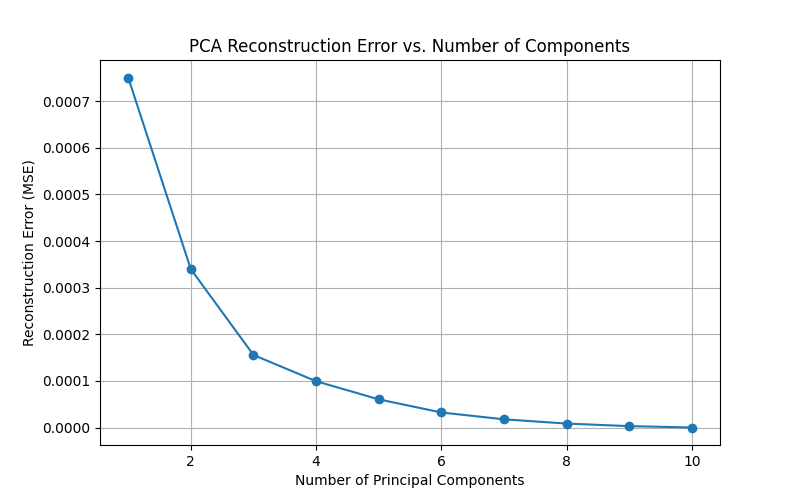 PCA Reconstruction Error vs. Number of Components
Reconstruction Error (MSE)
0.0007
0.0006
0.0005
0.0004
0.0003
0.0002
0.0001
0.0000
2 4 6 8 10
Number of Principal Components